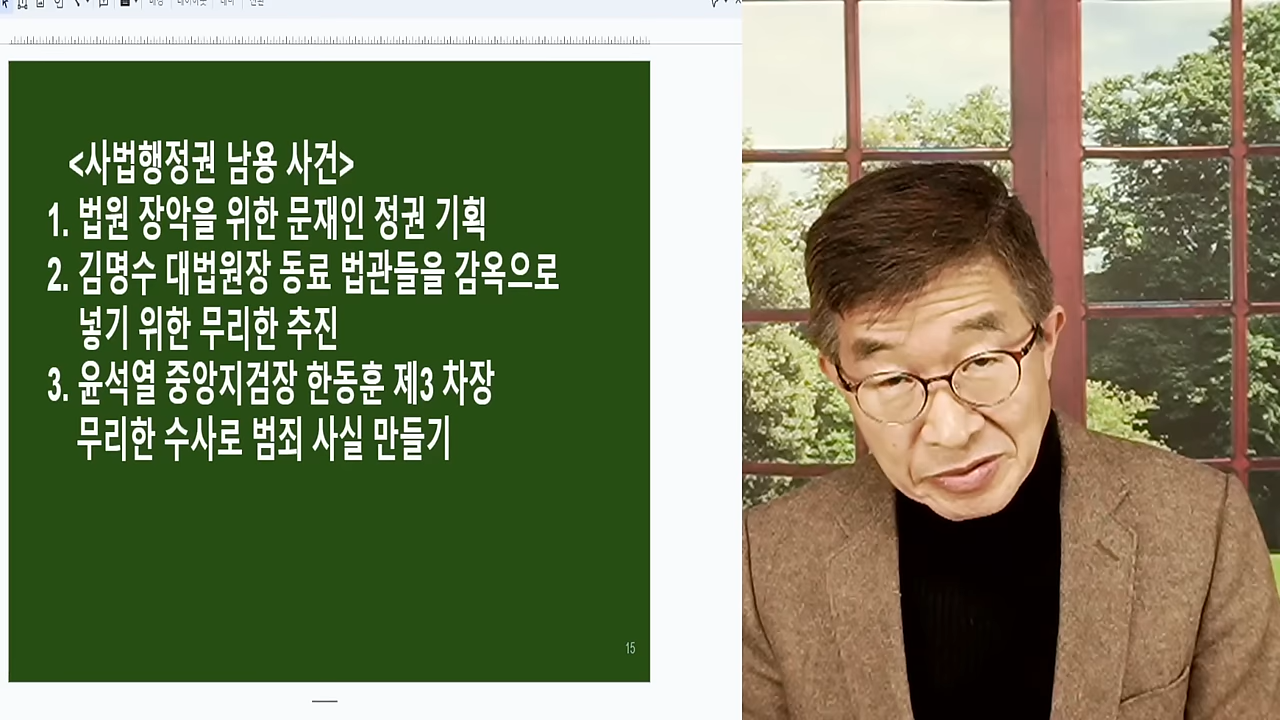 <사법행정권 남용 사건>
1. 법원 장악을 위한 문재인 정권 기획
2. 김명수 대법원장 동료 법관들을 감옥으로
넣기 위한 무리한 추진
3. 윤석열 중앙지검장 한동훈 제3 차장
무리한 수사로 범죄 사실 만들기
15